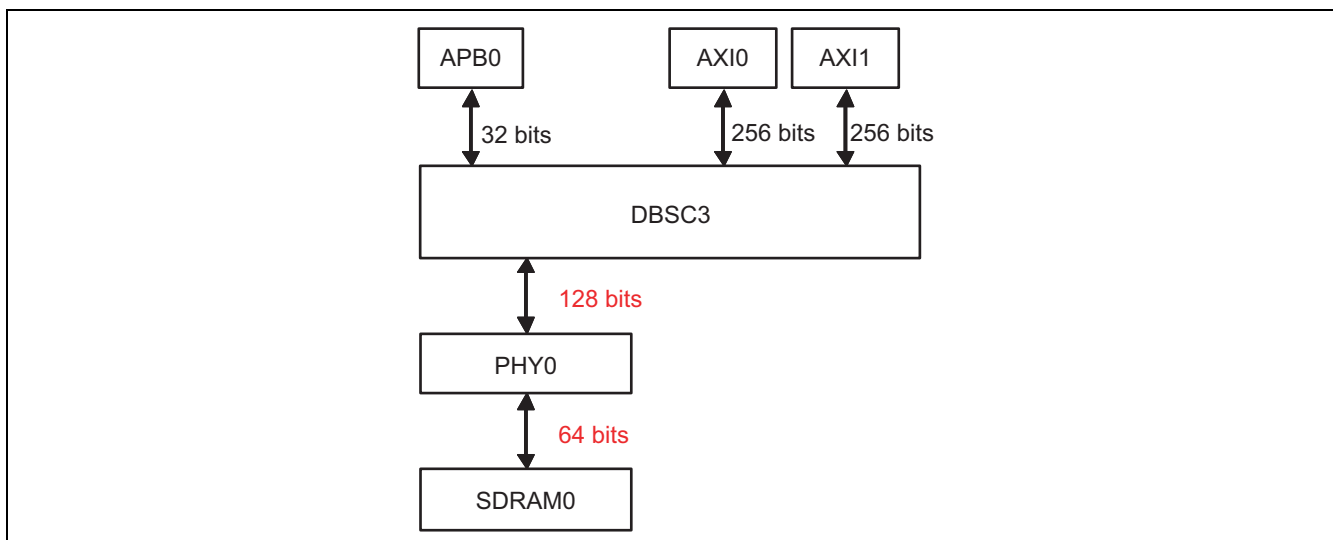 APB0
AXI0
AXI1
32 bits
256 bits
256 bits
DBSC3
128 bits
PHY0
64 bits
SDRAM0